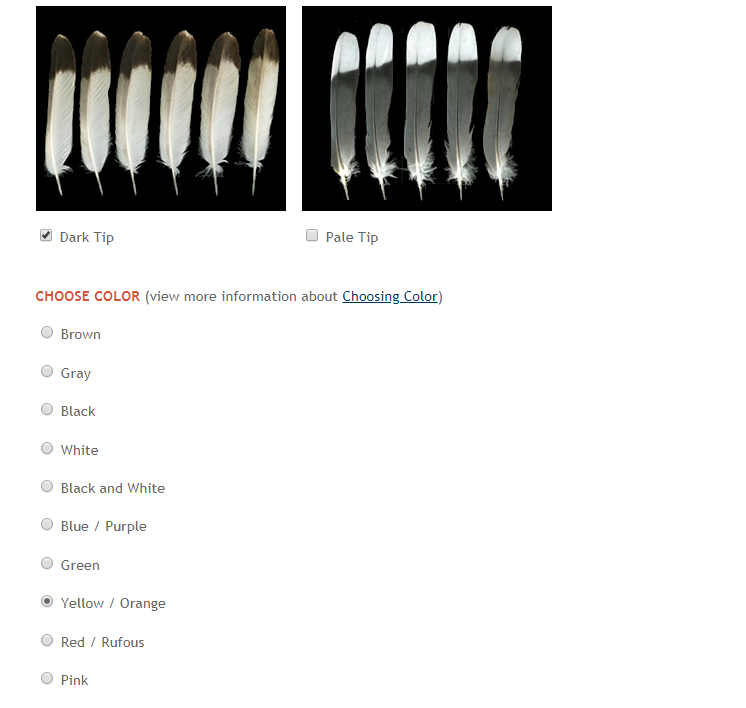 Dark Tip Pale Tip
CHOOSE COLOR (view more information about Choosing Color)
Brown
Gray
Black
White
Black and White
Blue / Purple
Green
Yellow / Orange
Red / Rufous
Pink